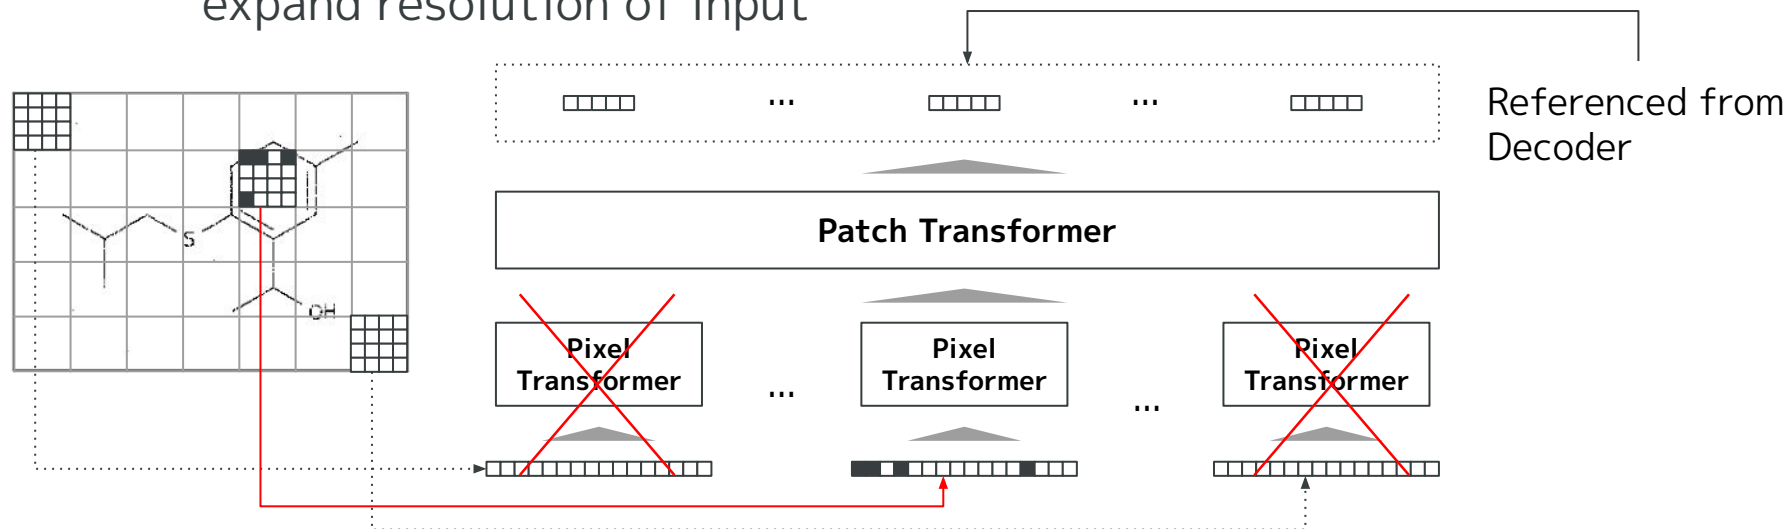 expand resolution of input
...
...
Referenced from
Decoder
Patch Transformer
S
OH
Pixel
Transformer
...
Pixel
Transformer
...
Pixel
Transformer